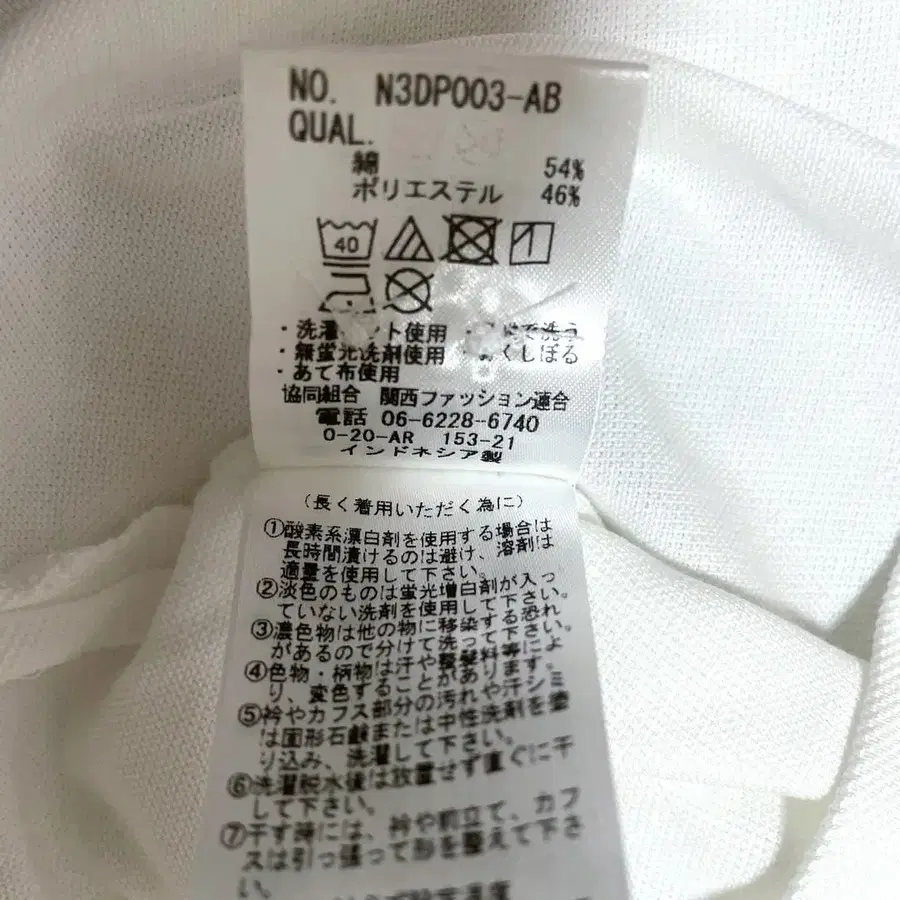 NO. N3DP003-AB
QUAL.
綿 54%
ポリエステル 46%
40
・洗濯ネット使用 ・ で洗う
・無蛍光洗剤使用 ・ くしぼる
・あて布使用
協同組合 関西ファッション連合
電話 06-6228-6740
0-20-AR 153-21
インドネシア製
(長く着用いただく為に)
①酸素系漂白剤を使用する場合は
長時間漬けるのは避け、溶剤は
適量を使用して下さい。
②淡色のものは蛍光増白剤が入っ
ていない洗剤を使用して下さい。
③濃色物は他の物に移染する恐れ
があるので分けて洗って下さい。
④色物・柄物は汗や整髪料等によ
り、変色することがあります。
⑤衿やカフス部分の汚れや汗シミ
は固形石鹸または中性洗剤を塗
り込み、洗濯して下さい。
⑥洗濯脱水後は放置せず直ぐに干
して下さい。
⑦干す時には、衿や前立て、カフ
スは引っ張って形を整えて下さ
い。